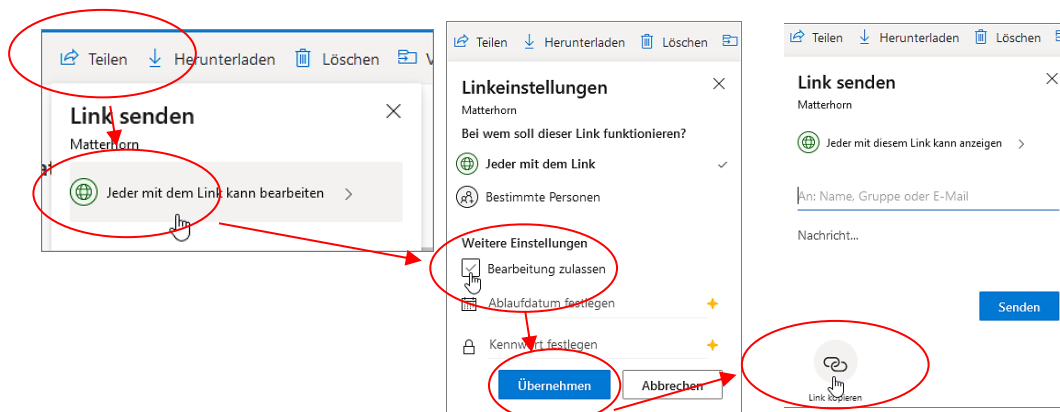 Teilen Herunterladen Löschen V
Link senden
Matterhorn
Jeder mit dem Link kann bearbeiten
Teilen Herunterladen Löschen
Linkeinstellungen
Matterhorn
Bei wem soll dieser Link funktionieren?
Jeder mit dem Link
Bestimmte Personen
Weitere Einstellungen
Bearbeitung zulassen
Ablaufdatum festlegen
Kennwort festlegen
Übernehmen Abbrechen
Teilen Herunterladen Löschen
Link senden
Matterhorn
Jeder mit diesem Link kann anzeigen
An: Name, Gruppe oder E-Mail
Nachricht...
Senden
Link kopieren